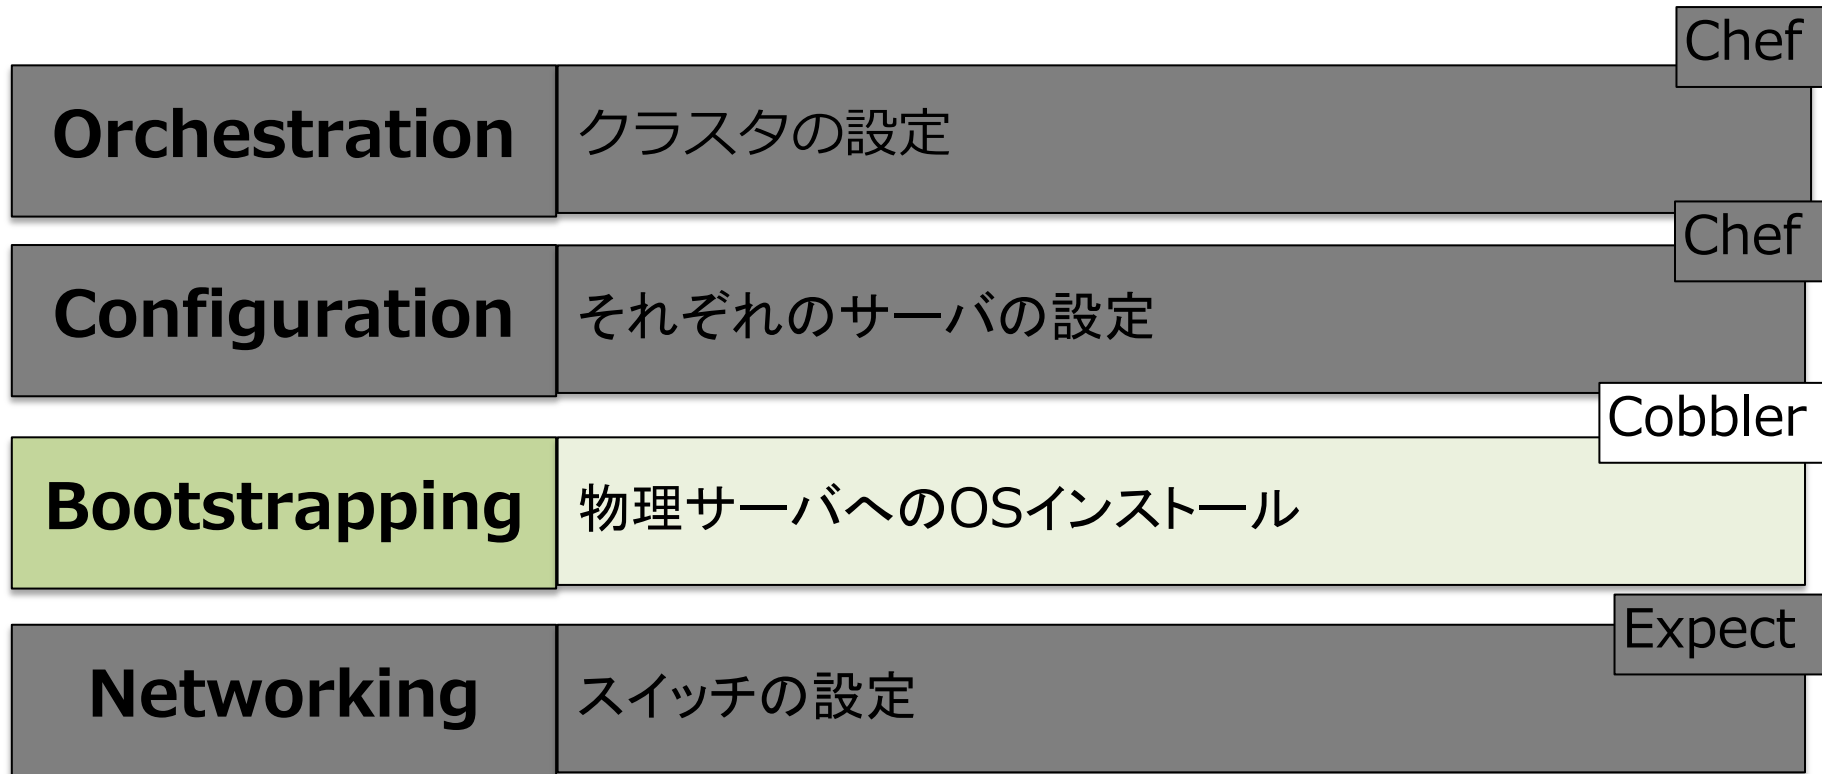 Chef
Orchestration
クラスタの設定
Chef
Configuration
それぞれのサーバの設定
Cobbler
Bootstrapping
物理サーバへのOSインストール
Expect
Networking
スイッチの設定